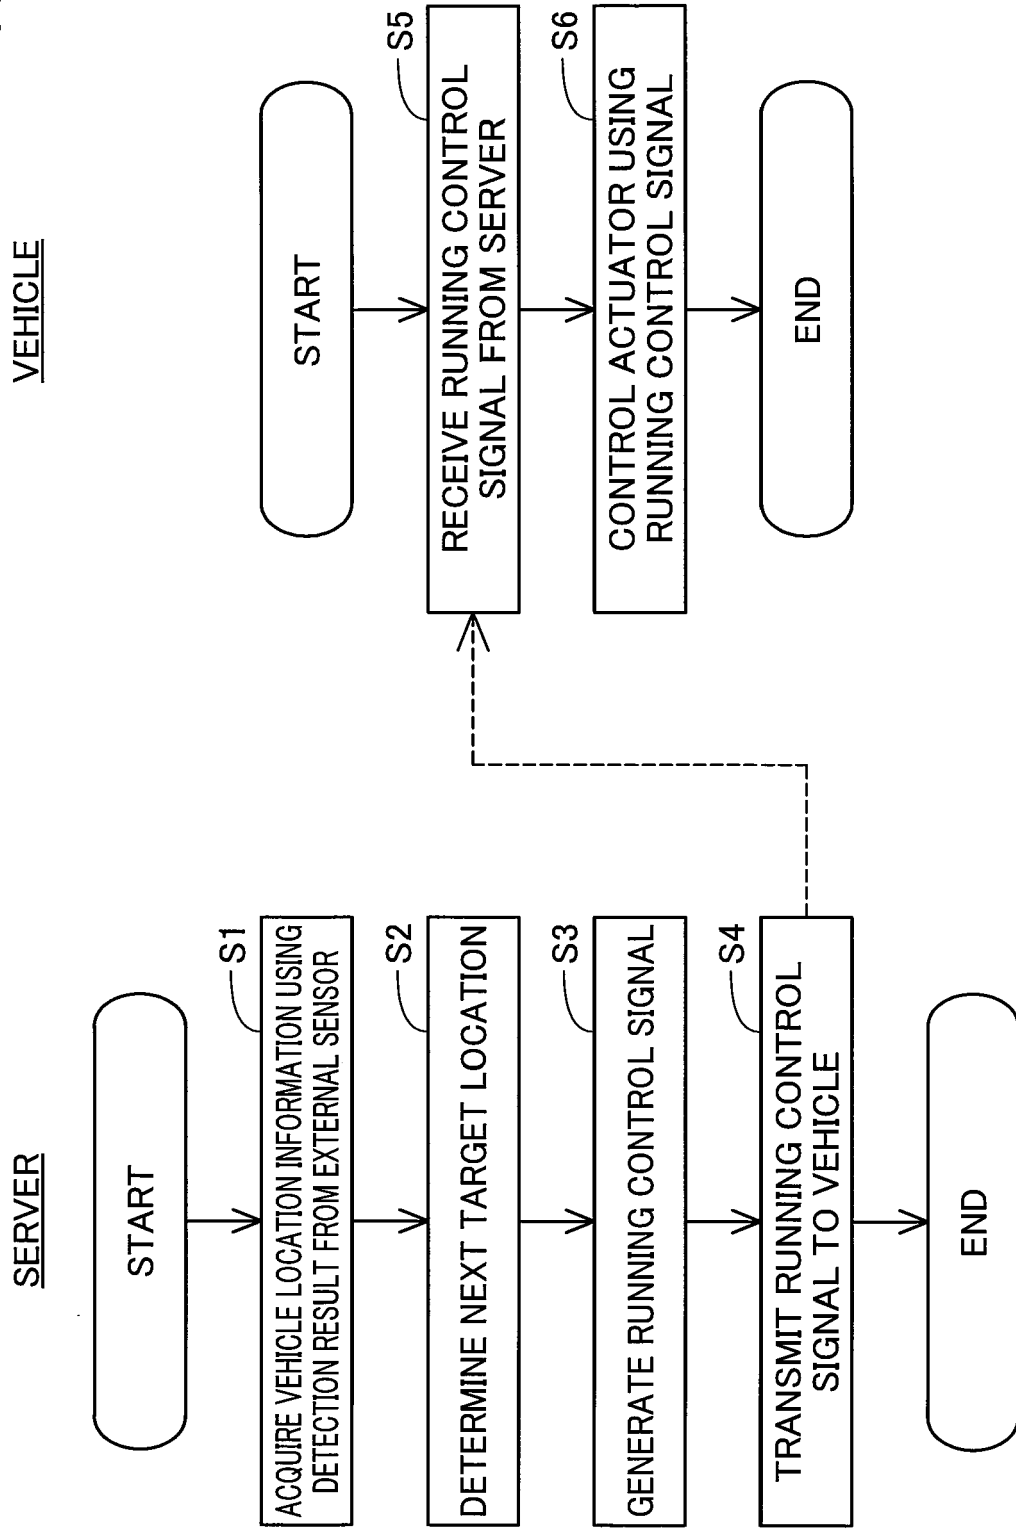 SERVER
START
S1
ACQUIRE VEHICLE LOCATION INFORMATION USING
DETECTION RESULT FROM EXTERNAL SENSOR
S2
DETERMINE NEXT TARGET LOCATION
S3
GENERATE RUNNING CONTROL SIGNAL
S4
TRANSMIT RUNNING CONTROL
SIGNAL TO VEHICLE
END
VEHICLE
START
S5
RECEIVE RUNNING CONTROL
SIGNAL FROM SERVER
S6
CONTROL ACTUATOR USING
RUNNING CONTROL SIGNAL
END